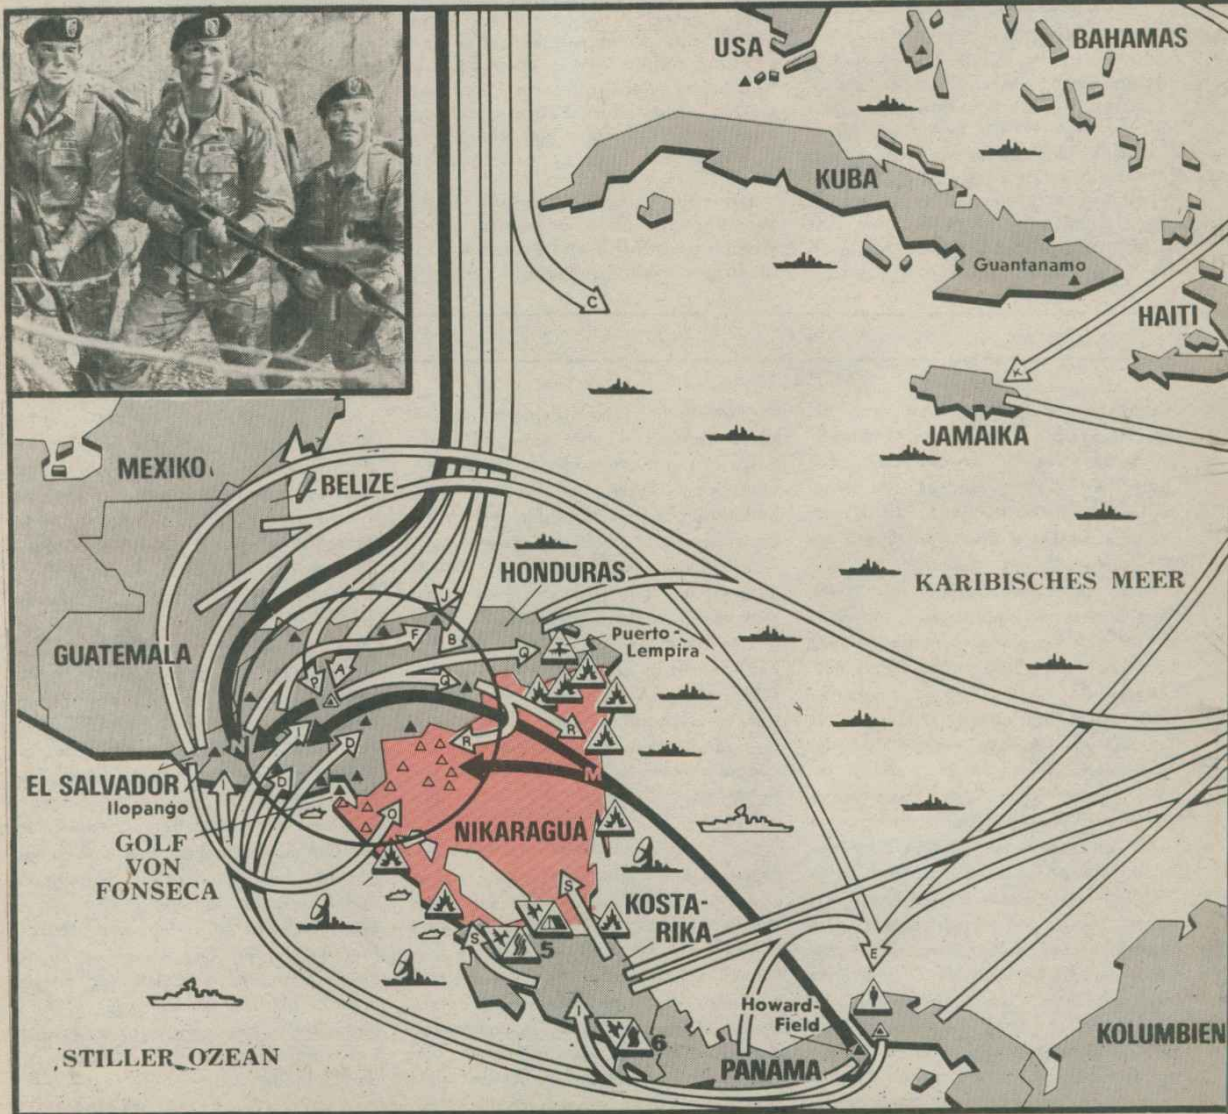 USA
BAHAMAS
KUBA
Guantanamo
HAITI
C
K
JAMAIKA
MEXIKO
BELIZE
HONDURAS
KARIBISCHES MEER
GUATEMALA
Puerto-
Lempira
J
F
B
Q
A
P
G
N
L
D
R
R
M
EL SALVADOR
Ilopango
I
D
O
GOLF
VON
FONSECA
NIKARAGUA
S
KOSTA-
RIKA
S
5
E
I
Howard-
Field
6
STILLER OZEAN
PANAMA
KOLUMBIEN